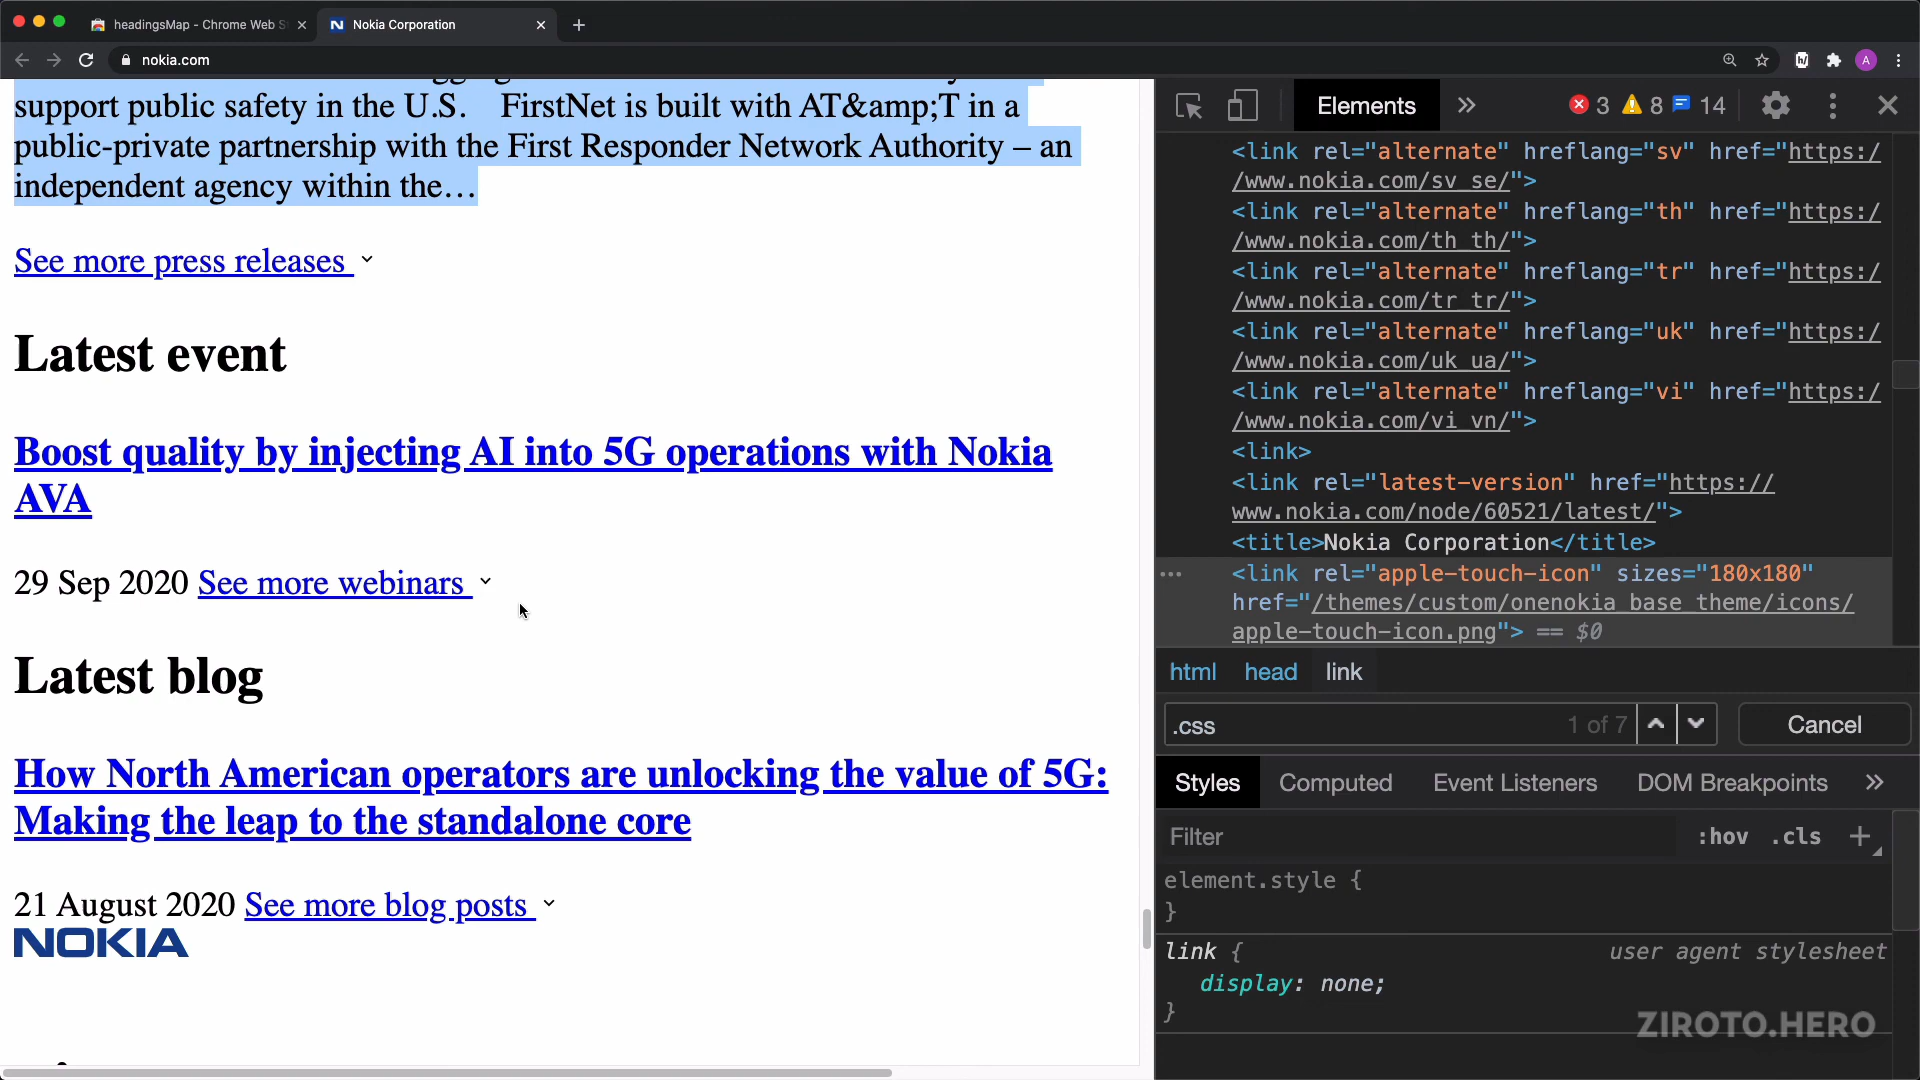 headingsMap - Chrome Web S
Nokia Corporation
nokia.com
A
support public safety in the U.S. FirstNet is built with AT&amp;T in a
public-private partnership with the First Responder Network Authority – an
independent agency within the…
See more press releases
Latest event
Boost quality by injecting AI into 5G operations with Nokia
AVA
29 Sep 2020 See more webinars
Latest blog
How North American operators are unlocking the value of 5G:
Making the leap to the standalone core
21 August 2020 See more blog posts
NOKIA
Elements
3 8 14
<link rel="alternate" hreflang="sv" href="https:/
/www.nokia.com/sv_se/">
<link rel="alternate" hreflang="th" href="https:/
/www.nokia.com/th_th/">
<link rel="alternate" hreflang="tr" href="https:/
/www.nokia.com/tr_tr/">
<link rel="alternate" hreflang="uk" href="https:/
/www.nokia.com/uk_ua/">
<link rel="alternate" hreflang="vi" href="https:/
/www.nokia.com/vi_vn/">
<link>
<link rel="latest-version" href="https://
www.nokia.com/node/60521/latest/">
<title>Nokia Corporation</title>
<link rel="apple-touch-icon" sizes="180x180"
href="/themes/custom/onenokia_base_theme/icons/
apple-touch-icon.png"> == $0
html head link
.css 1 of 7 Cancel
Styles Computed Event Listeners DOM Breakpoints
Filter :hov .cls
element.style {
}
link { user agent stylesheet
display: none;
}
ZIROTO.HERO